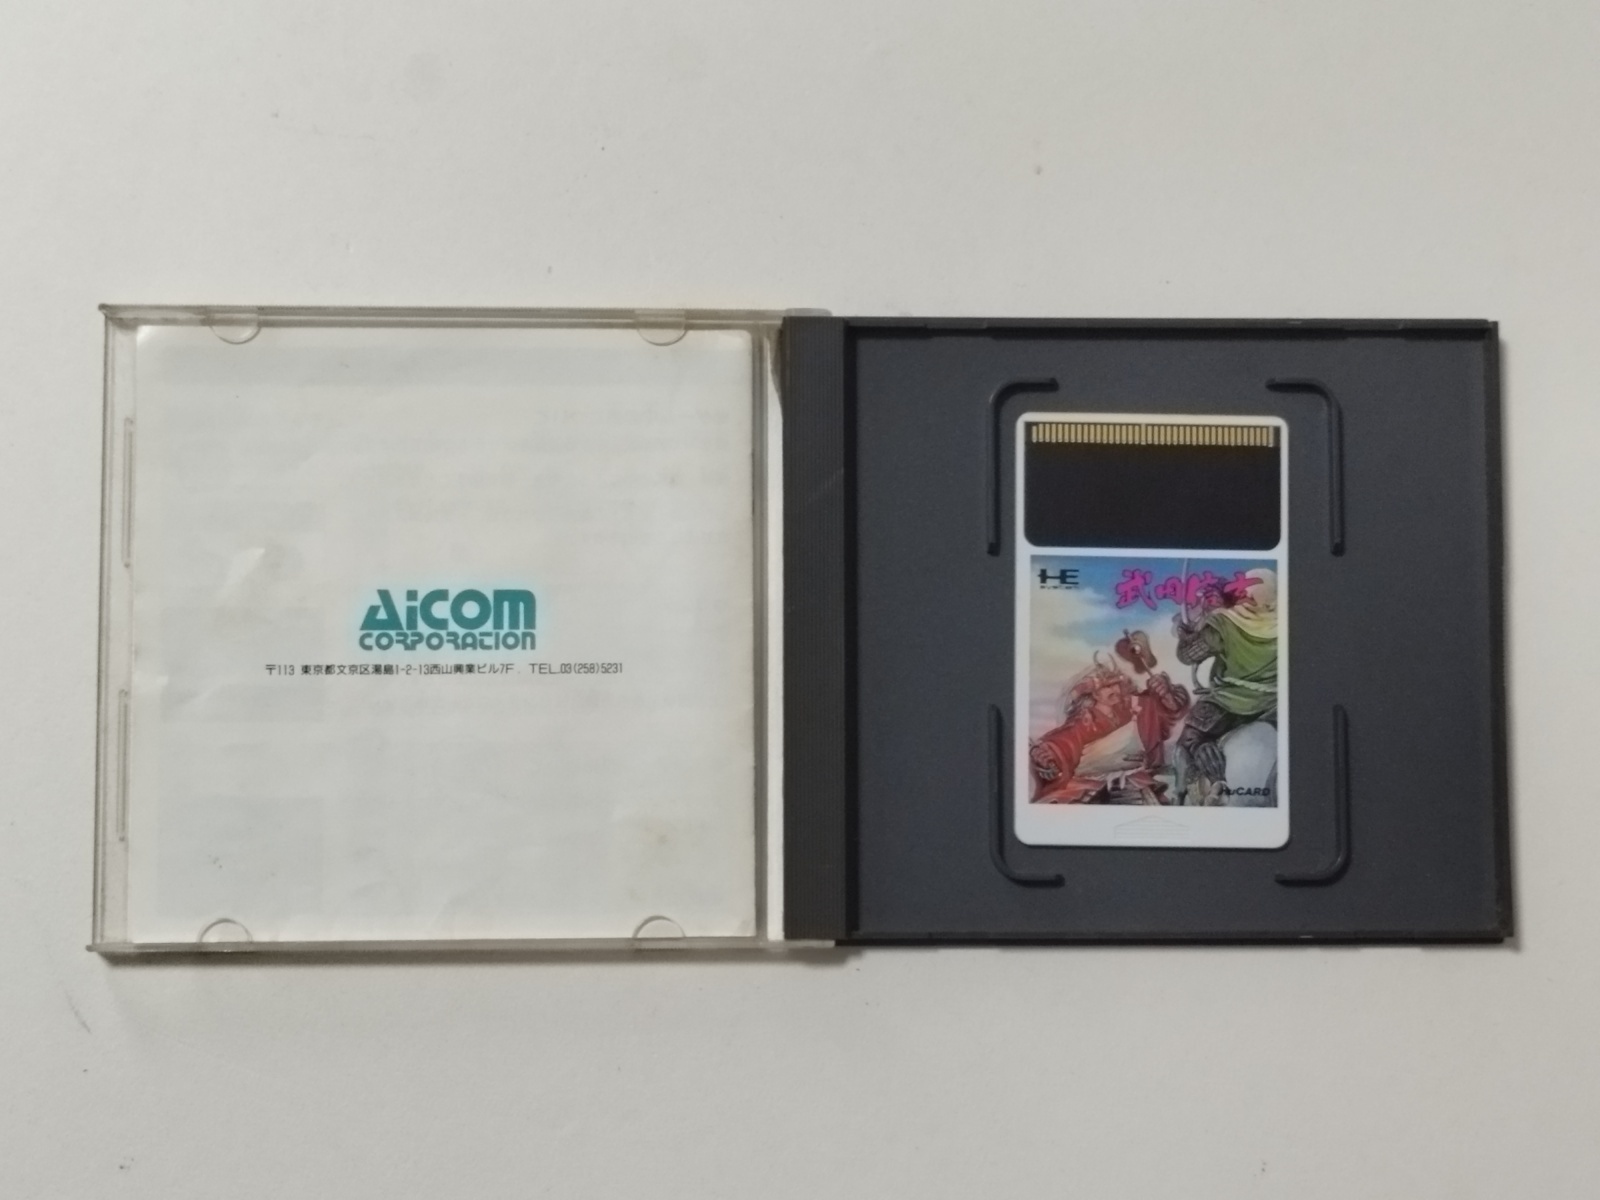 AiCOM
CORPORATION
〒113 東京都文京区湯島1-2-13西山興業ビル7F. TEL.03(258)5231
HE
武田信玄
HuCARD